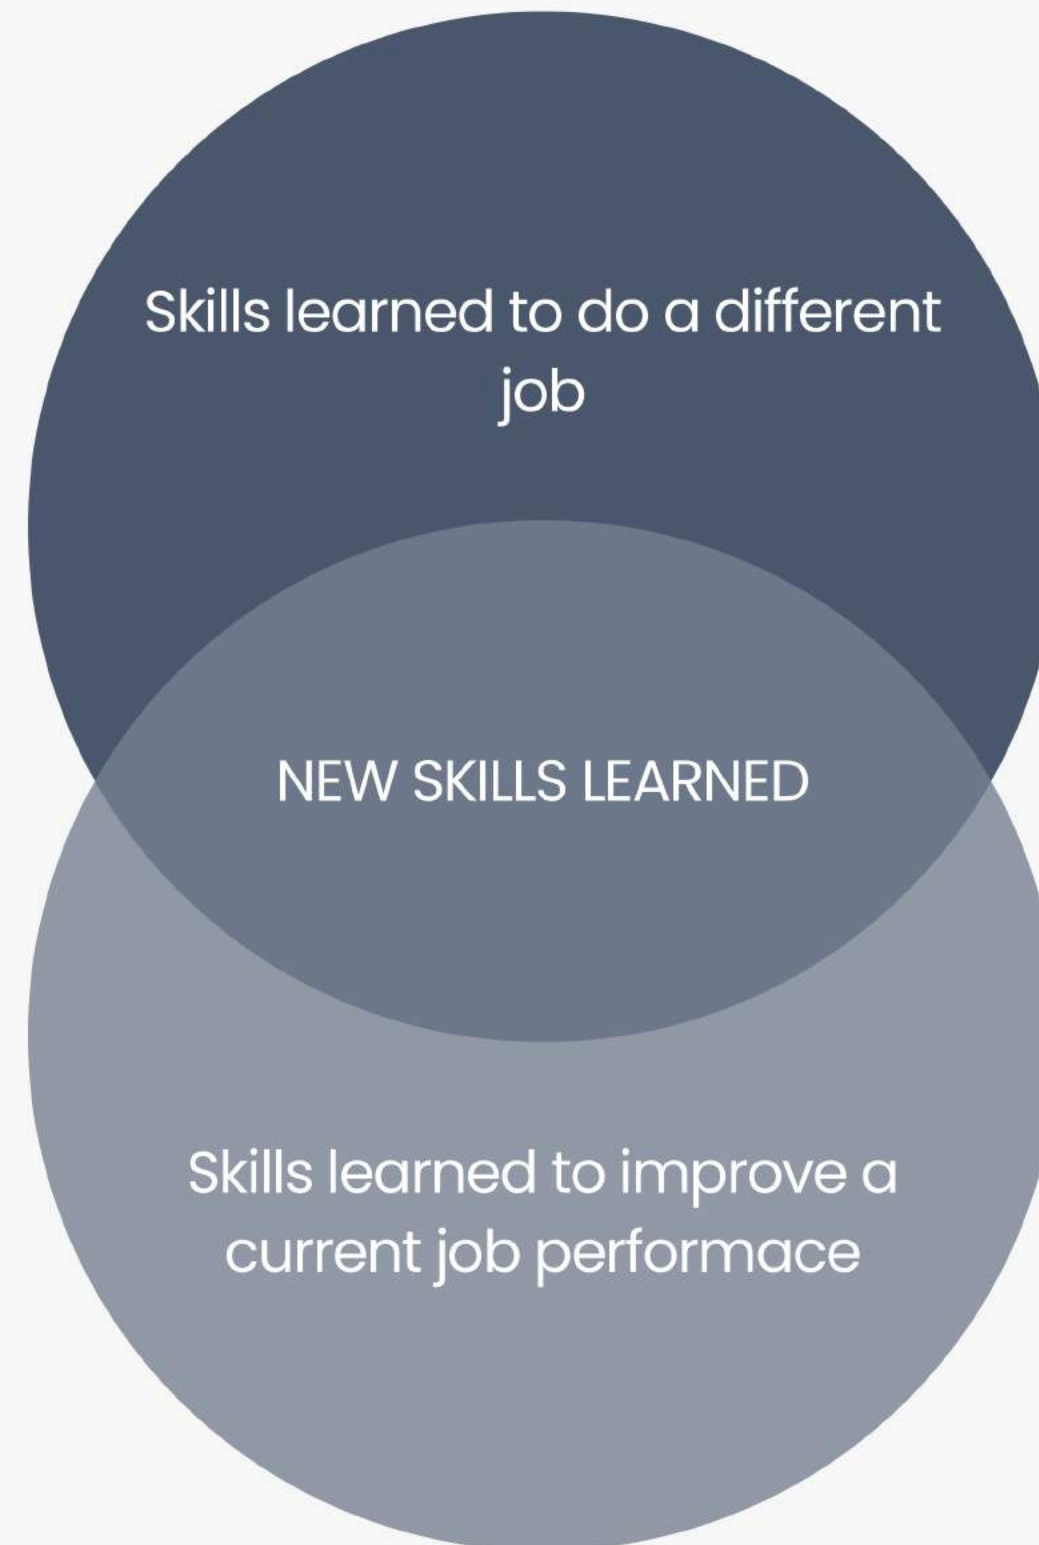 Skills learned to do a different
job
NEW SKILLS LEARNED
Skills learned to improve a
current job performace